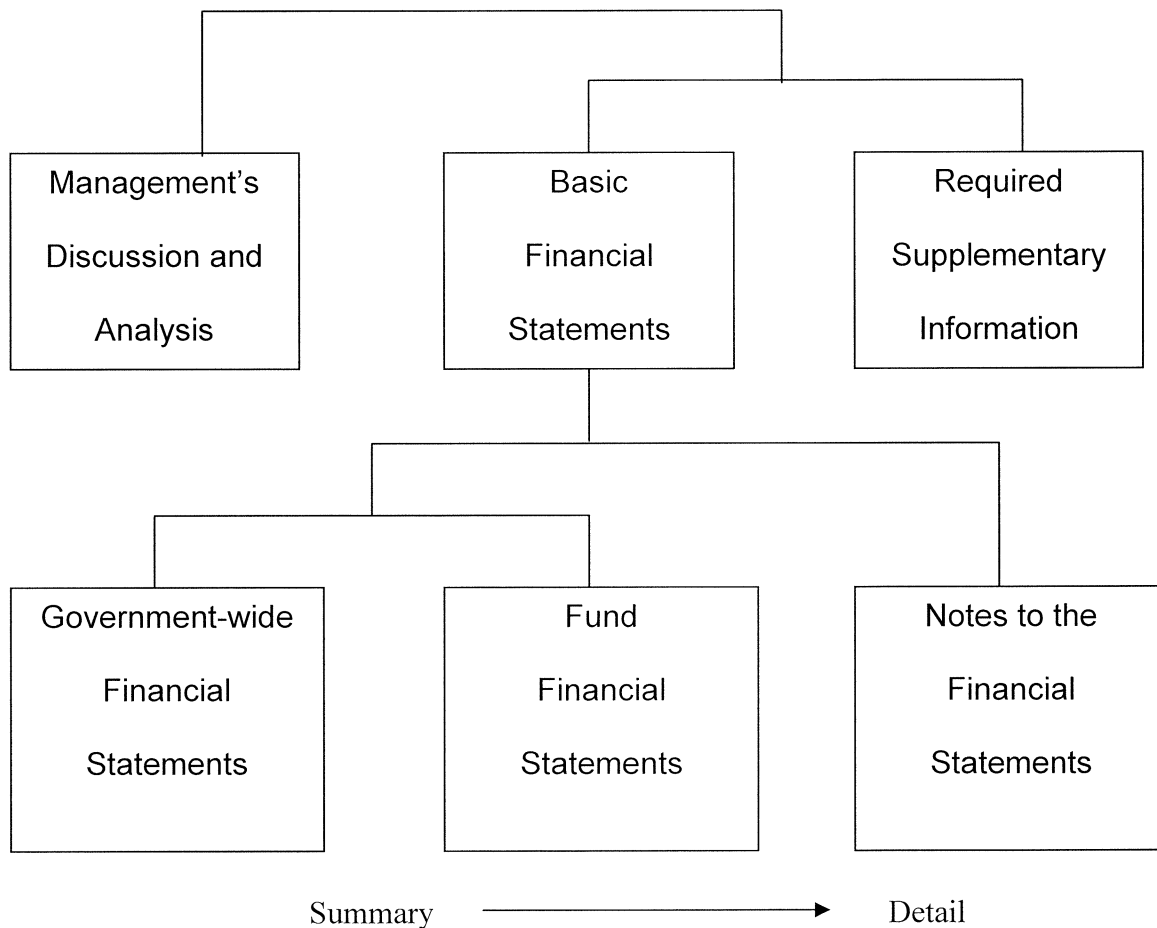 Management's
Discussion and
Analysis
Basic
Financial
Statements
Required
Supplementary
Information
Government-wide
Financial
Statements
Fund
Financial
Statements
Notes to the
Financial
Statements
Summary
Detail